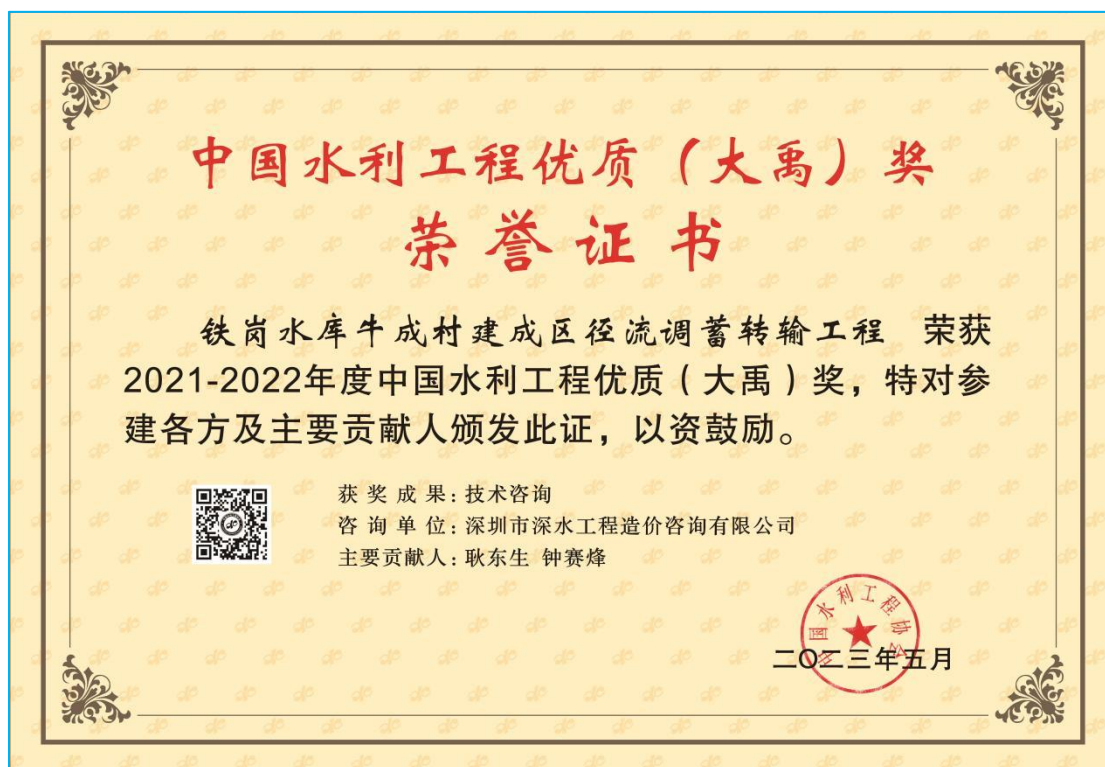 中国水利工程优质（大禹）奖
荣誉证书
铁岗水库牛成村建成区径流调蓄转输工程 荣获
2021-2022年度中国水利工程优质（大禹）奖，特对参
建各方及主要贡献人颁发此证，以资鼓励。
获奖成果：技术咨询
咨询单位：深圳市深水工程造价咨询有限公司
主要贡献人：耿东生 钟赛烽
中国水利工程协会
二〇二三年五月